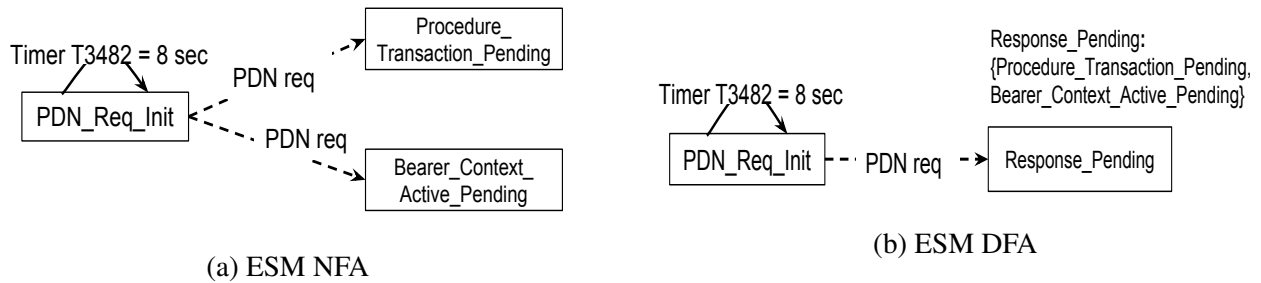 Procedure_
Transaction_Pending
Timer T3482 = 8 sec
PDN req
PDN_Req_Init
PDN req
Bearer_Context_
Active_Pending
(a) ESM NFA
Response_Pending:
{Procedure_Transaction_Pending,
Bearer_Context_Active_Pending}
Timer T3482 = 8 sec
PDN_Req_Init
PDN req
Response_Pending
(b) ESM DFA